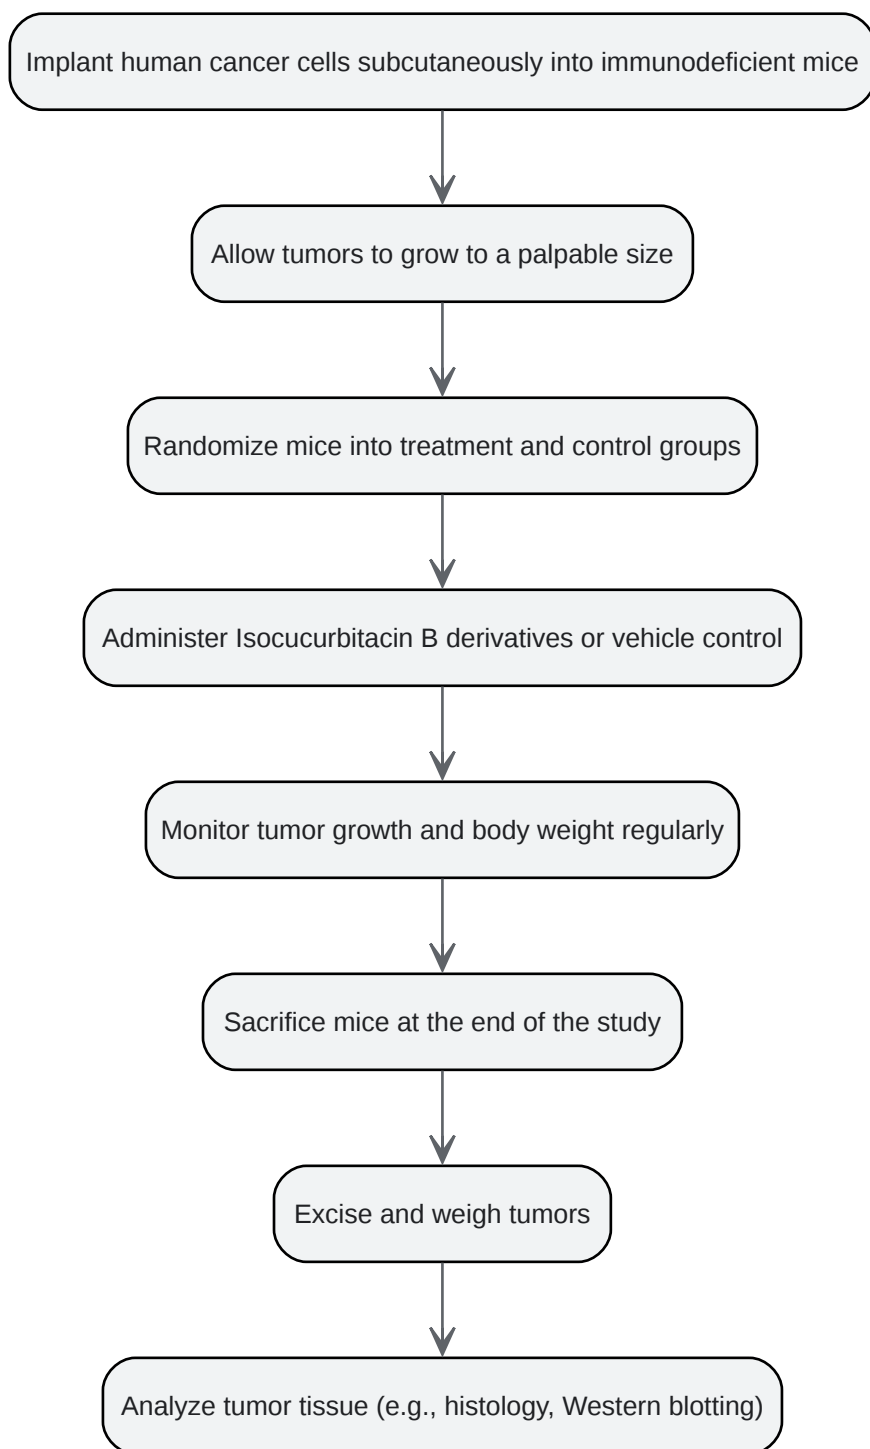 Implant human cancer cells subcutaneously into immunodeficient mice
Allow tumors to grow to a palpable size
Randomize mice into treatment and control groups
Administer Isocucurbitacin B derivatives or vehicle control
Monitor tumor growth and body weight regularly
Sacrifice mice at the end of the study
Excise and weigh tumors
Analyze tumor tissue (e.g., histology, Western blotting)